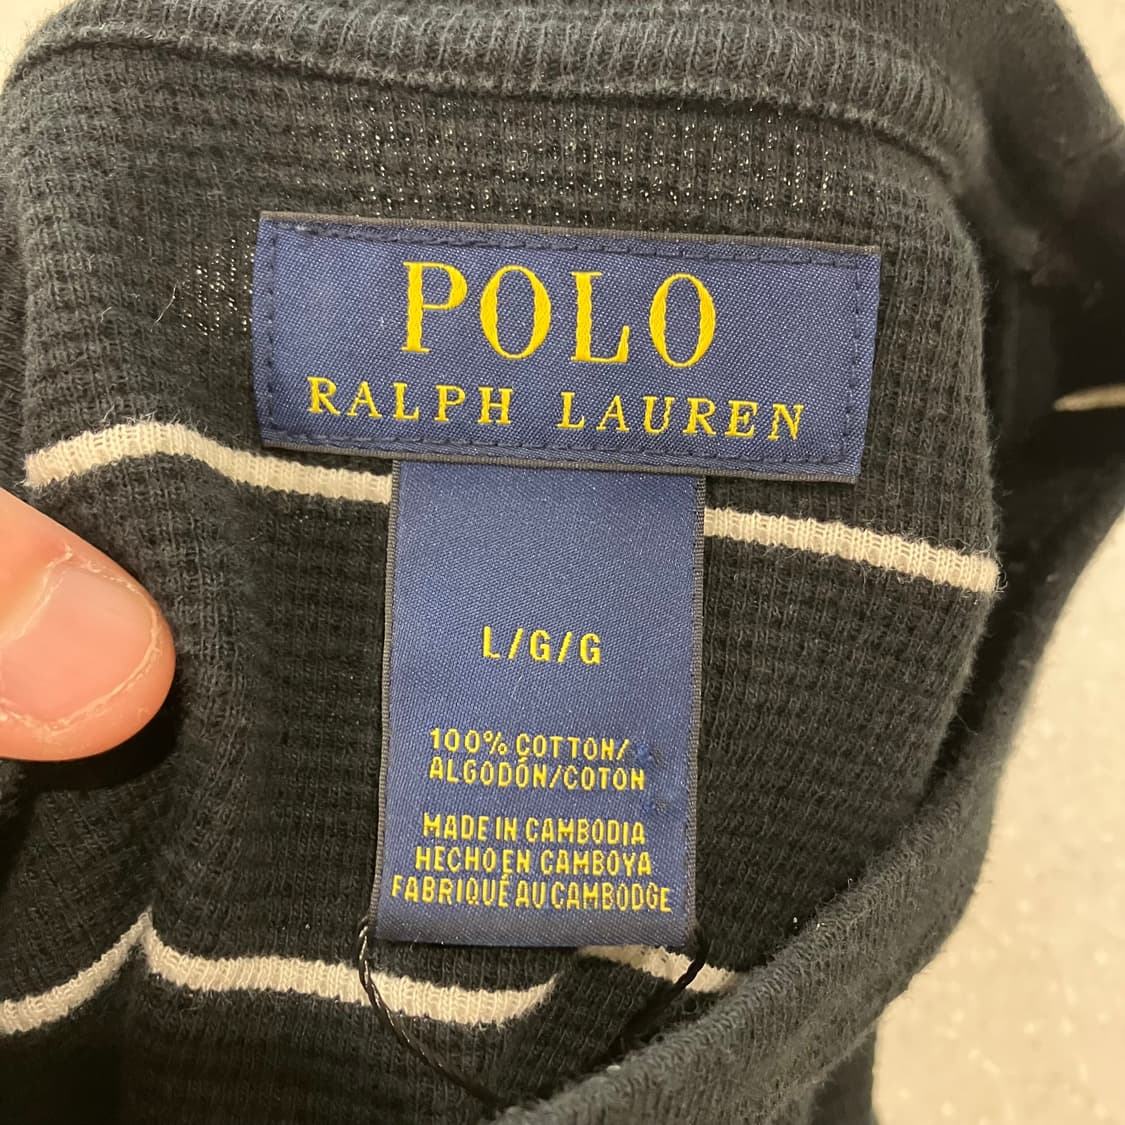 POLO
RALPH LAUREN
L/G/G
100% COTTON/
ALGODÓN/COTON
MADE IN CAMBODIA
HECHO EN CAMBOYA
FABRIQUÉ AU CAMBODGE